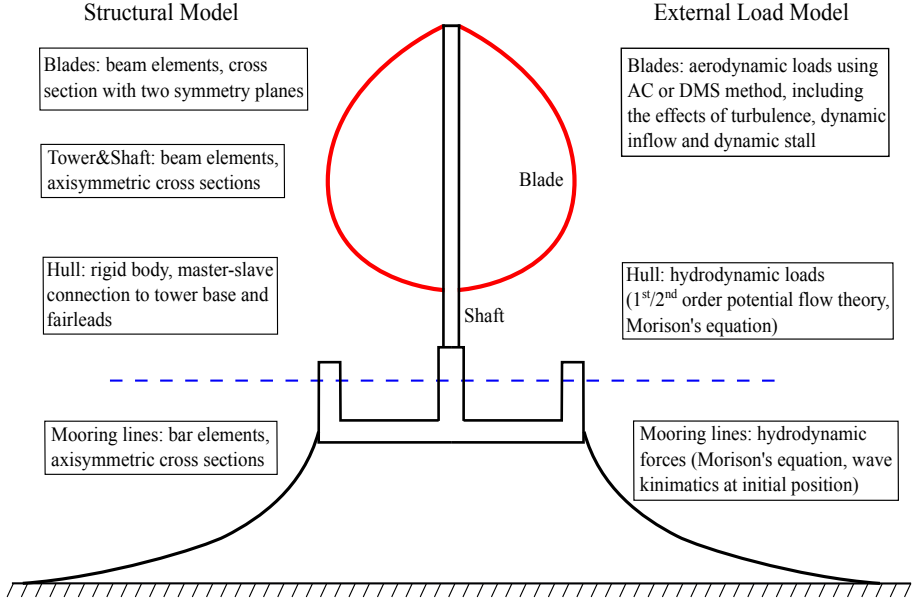 Structural Model
External Load Model
Blades: beam elements, cross
section with two symmetry planes
Blades: aerodynamic loads using
AC or DMS method, including
the effects of turbulence, dynamic
inflow and dynamic stall
Tower&Shaft: beam elements,
axisymmetric cross sections
Blade
Hull: rigid body, master-slave
connection to tower base and
fairleads
Hull: hydrodynamic loads
(1st/2nd order potential flow theory,
Morison's equation)
Shaft
Mooring lines: bar elements,
axisymmetric cross sections
Mooring lines: hydrodynamic
forces (Morison's equation, wave
kinimatics at initial position)